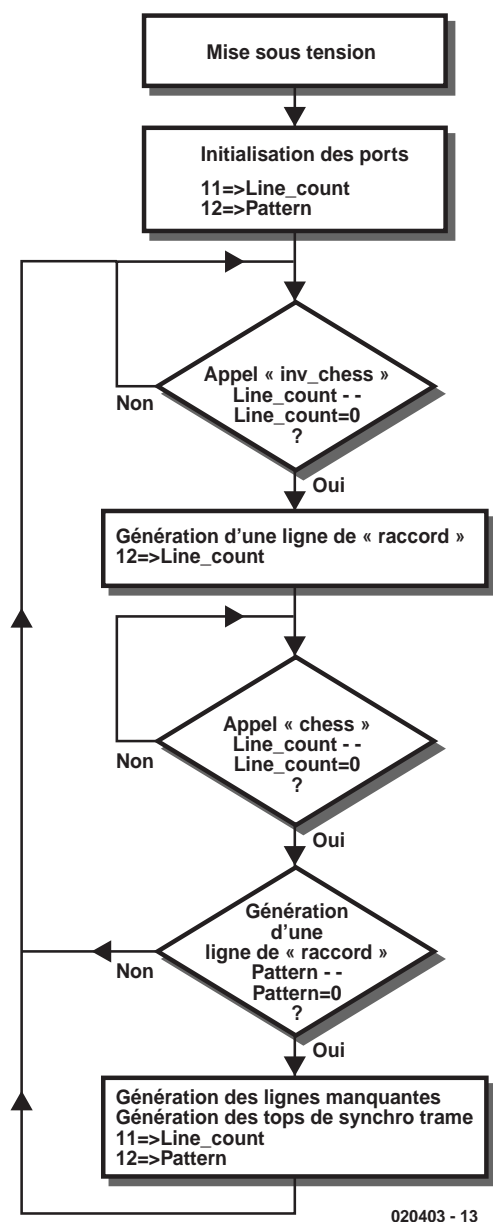 Mise sous tension
Initialisation des ports
11=>Line_count
12=>Pattern
Appel « inv_chess »
Line_count - -
Line_count=0
?
Non
Oui
Génération d'une ligne de « raccord »
12=>Line_count
Appel « chess »
Line_count - -
Line_count=0
?
Non
Oui
Génération
d'une
ligne de « raccord »
Pattern - -
Pattern=0
?
Non
Oui
Génération des lignes manquantes
Génération des tops de synchro trame
11=>Line_count
12=>Pattern
020403 - 13